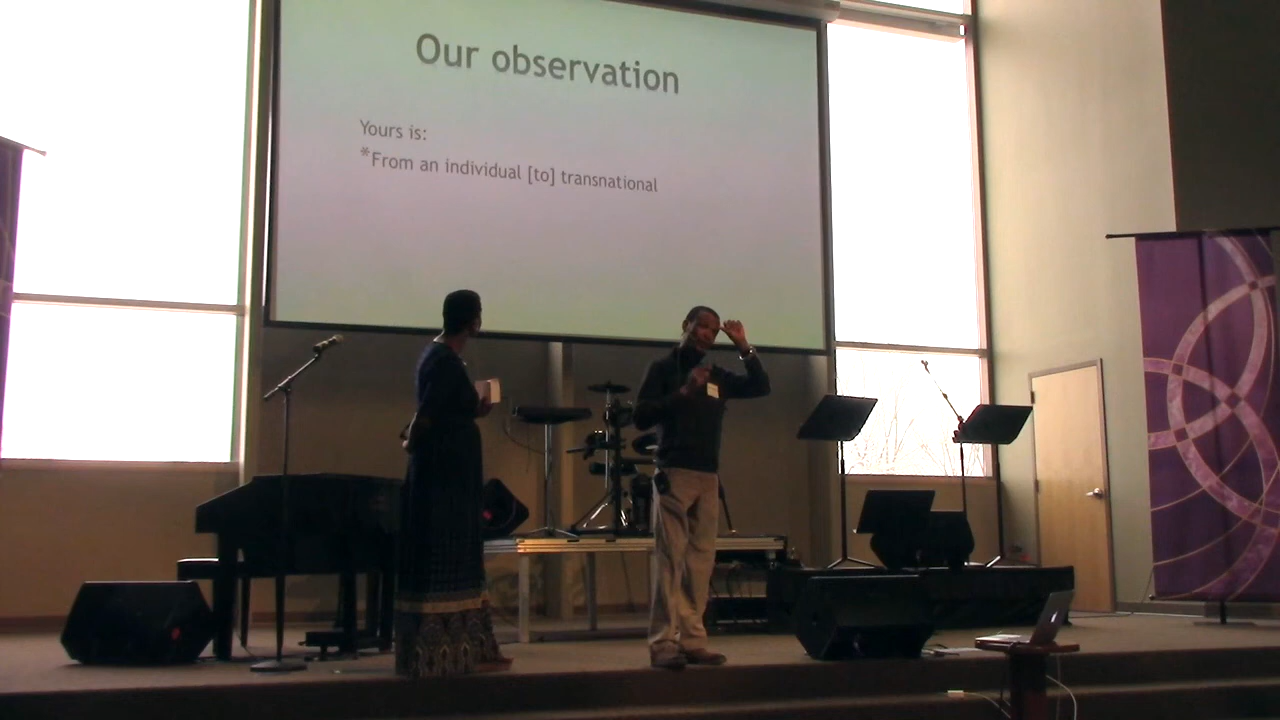 Our observation
Yours is:
*From an individual [to] transnational